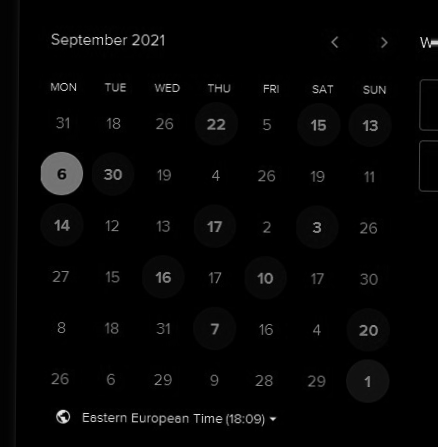 September 2021
W
MON TUE WED THU FRI SAT SUN
31 18 26 22 5 15 13
6 30 19 4 26 19 11
14 12 13 17 2 3 26
27 15 16 17 10 17 30
8 18 31 7 16 4 20
26 6 29 9 28 29 1
Eastern European Time (18:09)